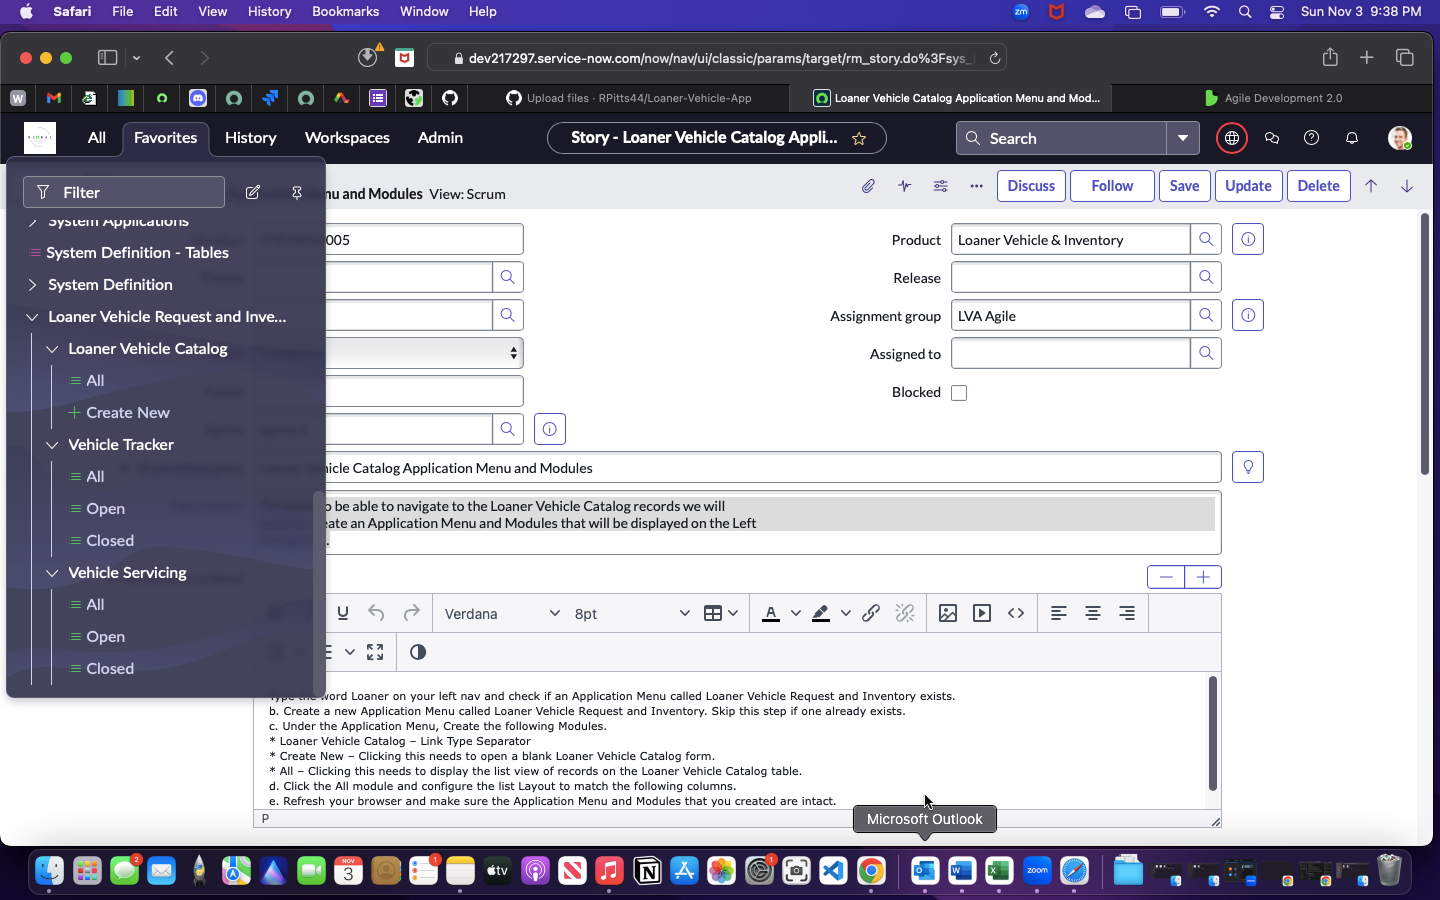 Safari File Edit View History Bookmarks Window Help
zm
Sun Nov 3 9:38 PM
dev217297.service-now.com/now/nav/ui/classic/params/target/rm_story.do%3Fsys_
W
Upload files · RPitts44/Loaner-Vehicle-App
Loaner Vehicle Catalog Application Menu and Mod...
Agile Development 2.0
All Favorites History Workspaces Admin
Story - Loaner Vehicle Catalog Appli...
Search
Filter
nu and Modules View: Scrum
Discuss Follow Save Update Delete
System Applications
System Definition - Tables
System Definition
Loaner Vehicle Request and Inve...
Loaner Vehicle Catalog
All
Create New
Vehicle Tracker
All
Open
Closed
Vehicle Servicing
All
Open
Closed
005
Product Loaner Vehicle & Inventory
Release
Assignment group LVA Agile
Assigned to
Blocked
icle Catalog Application Menu and Modules
o be able to navigate to the Loaner Vehicle Catalog records we will
ate an Application Menu and Modules that will be displayed on the Left
.
U Verdana 8pt A
Type the word Loaner on your left nav and check if an Application Menu called Loaner Vehicle Request and Inventory exists.
b. Create a new Application Menu called Loaner Vehicle Request and Inventory. Skip this step if one already exists.
c. Under the Application Menu, Create the following Modules.
* Loaner Vehicle Catalog – Link Type Separator
* Create New – Clicking this needs to open a blank Loaner Vehicle Catalog form.
* All – Clicking this needs to display the list view of records on the Loaner Vehicle Catalog table.
d. Click the All module and configure the list Layout to match the following columns.
e. Refresh your browser and make sure the Application Menu and Modules that you created are intact.
P
Microsoft Outlook
2
NOV
3
1
tv
1
zoom